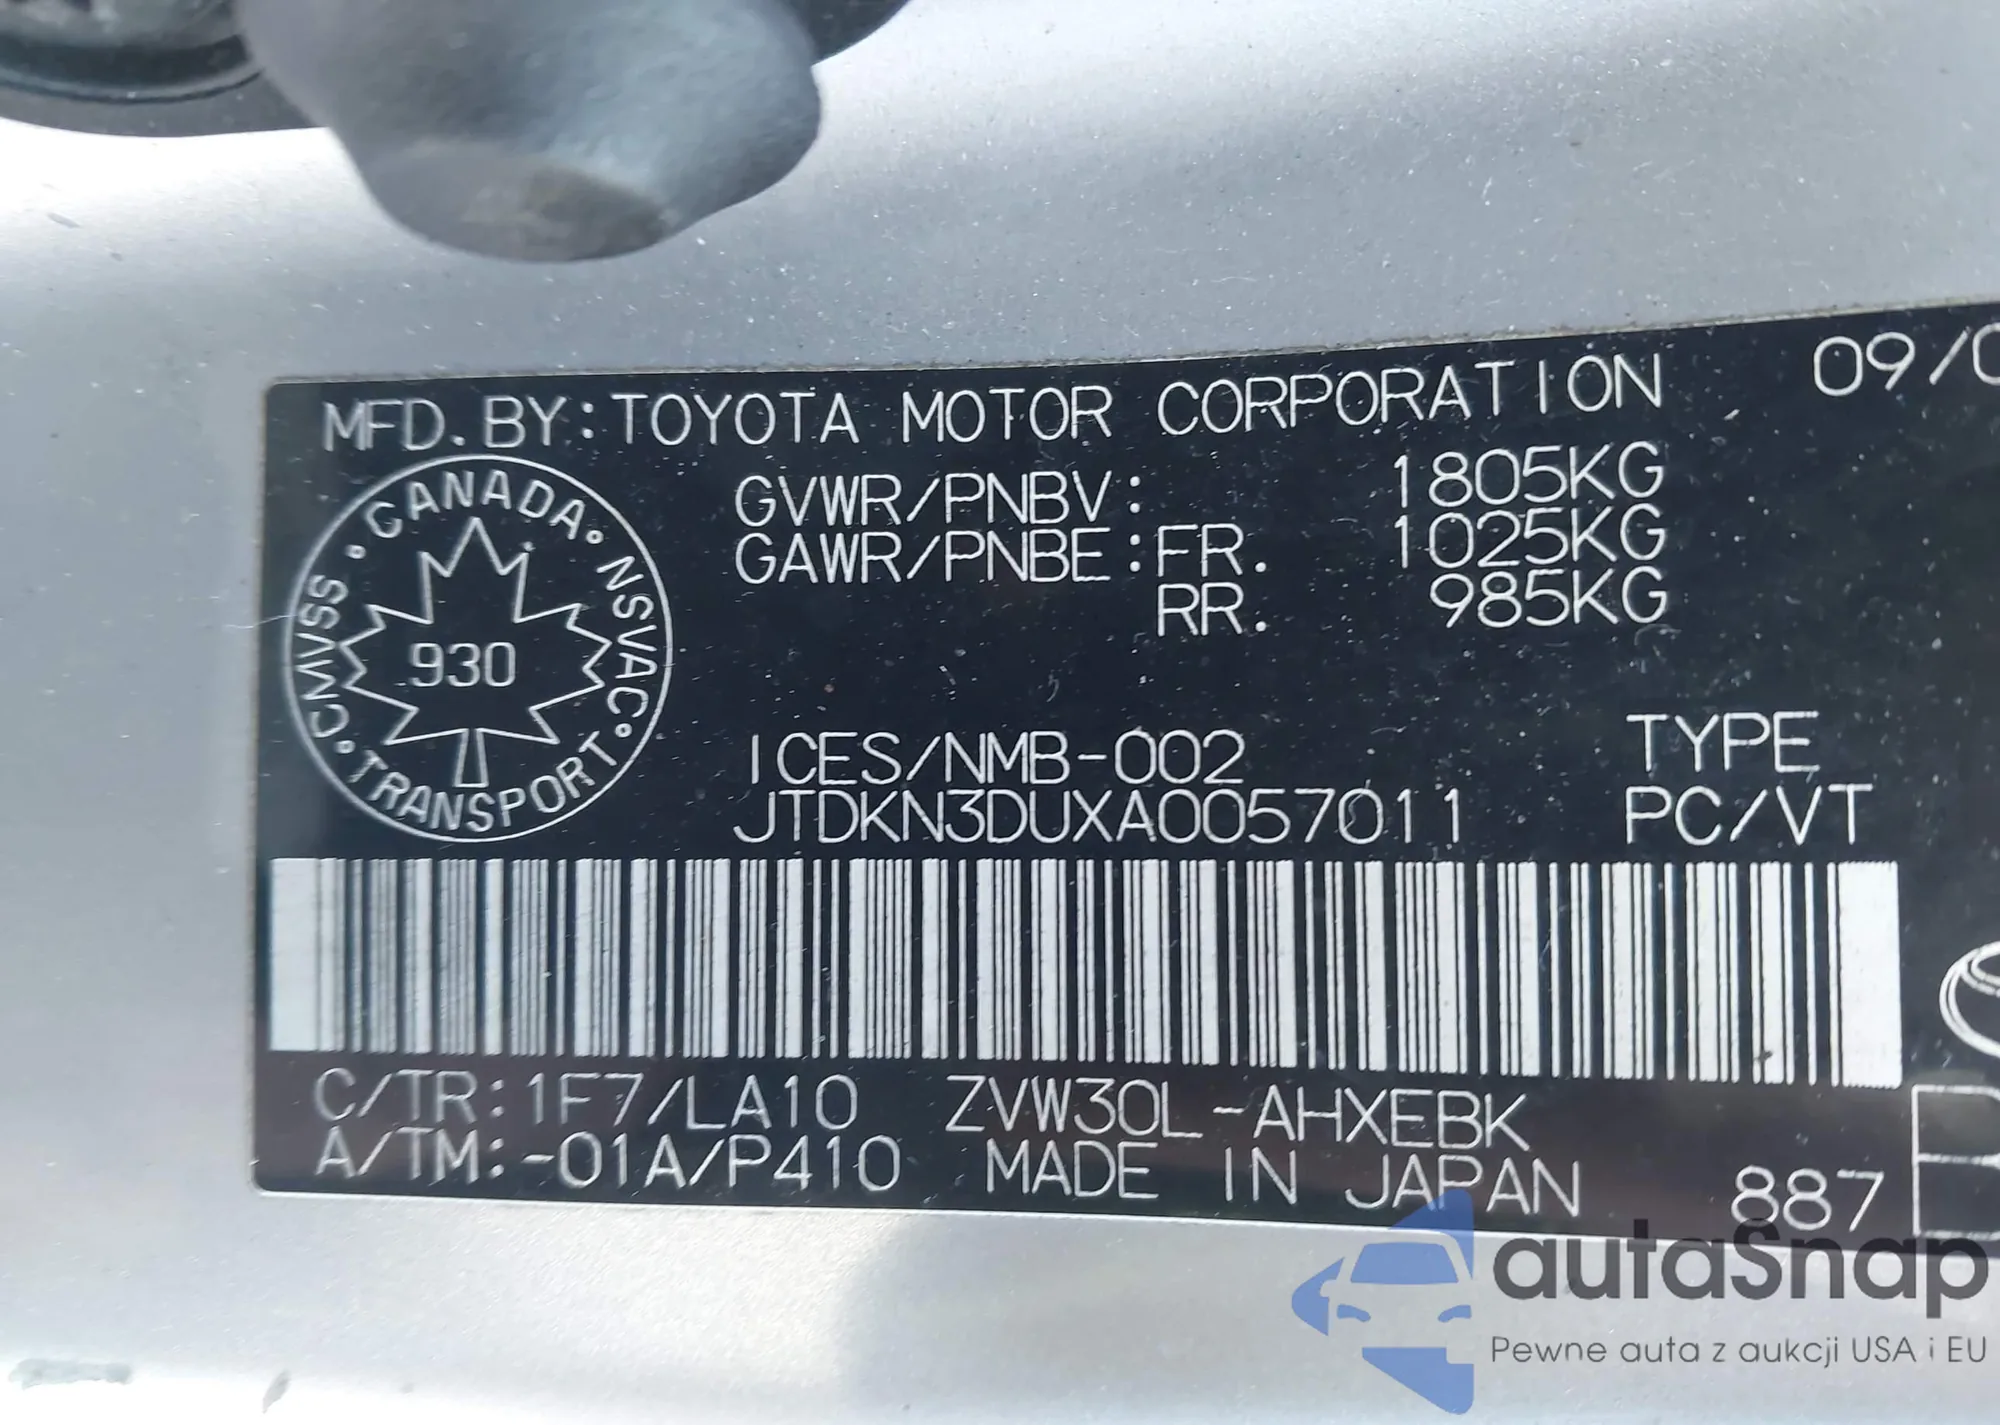 MFD. BY: TOYOTA MOTOR CORPORATION 09/0
GVWR/PNBV: 1805KG
GAWR/PNBE: FR. 1025KG
RR. 985KG
CANADA · NSVAC · TRANSPORT · CMVSS ·
930
ICES/NMB-002 TYPE
JTDKN3DUXA0057011 PC/VT
C/TR: 1F7/LA10 ZVW30L-AHXEBK
A/TM: -01A/P410 MADE IN JAPAN 887
autaSnap
Pewne auta z aukcji USA i EU